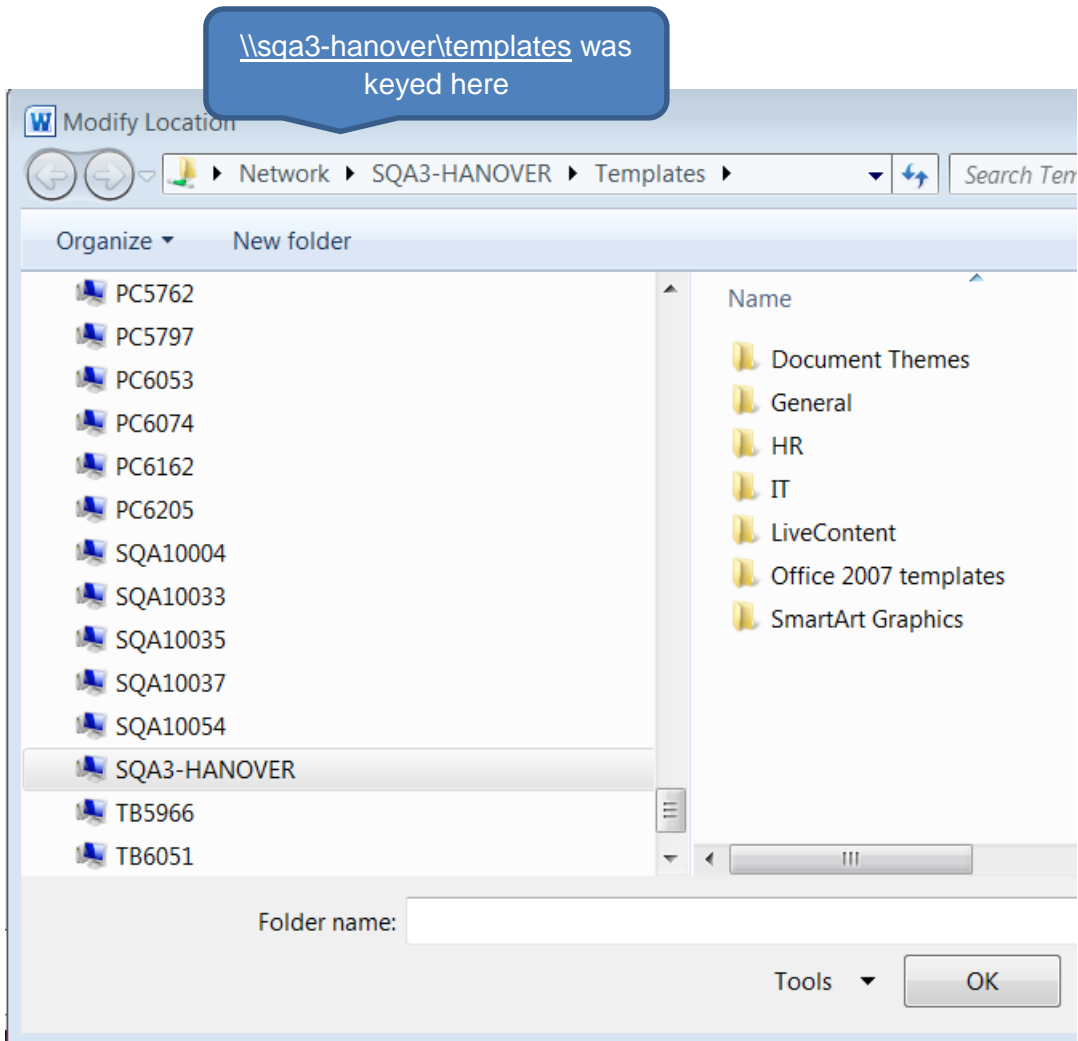 \\sqa3-hanover\templates was
keyed here
Modify Location
Network SQA3-HANOVER Templates
Search Tem
Organize New folder
PC5762
PC5797
PC6053
PC6074
PC6162
PC6205
SQA10004
SQA10033
SQA10035
SQA10037
SQA10054
SQA3-HANOVER
TB5966
TB6051
Name
Document Themes
General
HR
IT
LiveContent
Office 2007 templates
SmartArt Graphics
Folder name:
Tools OK